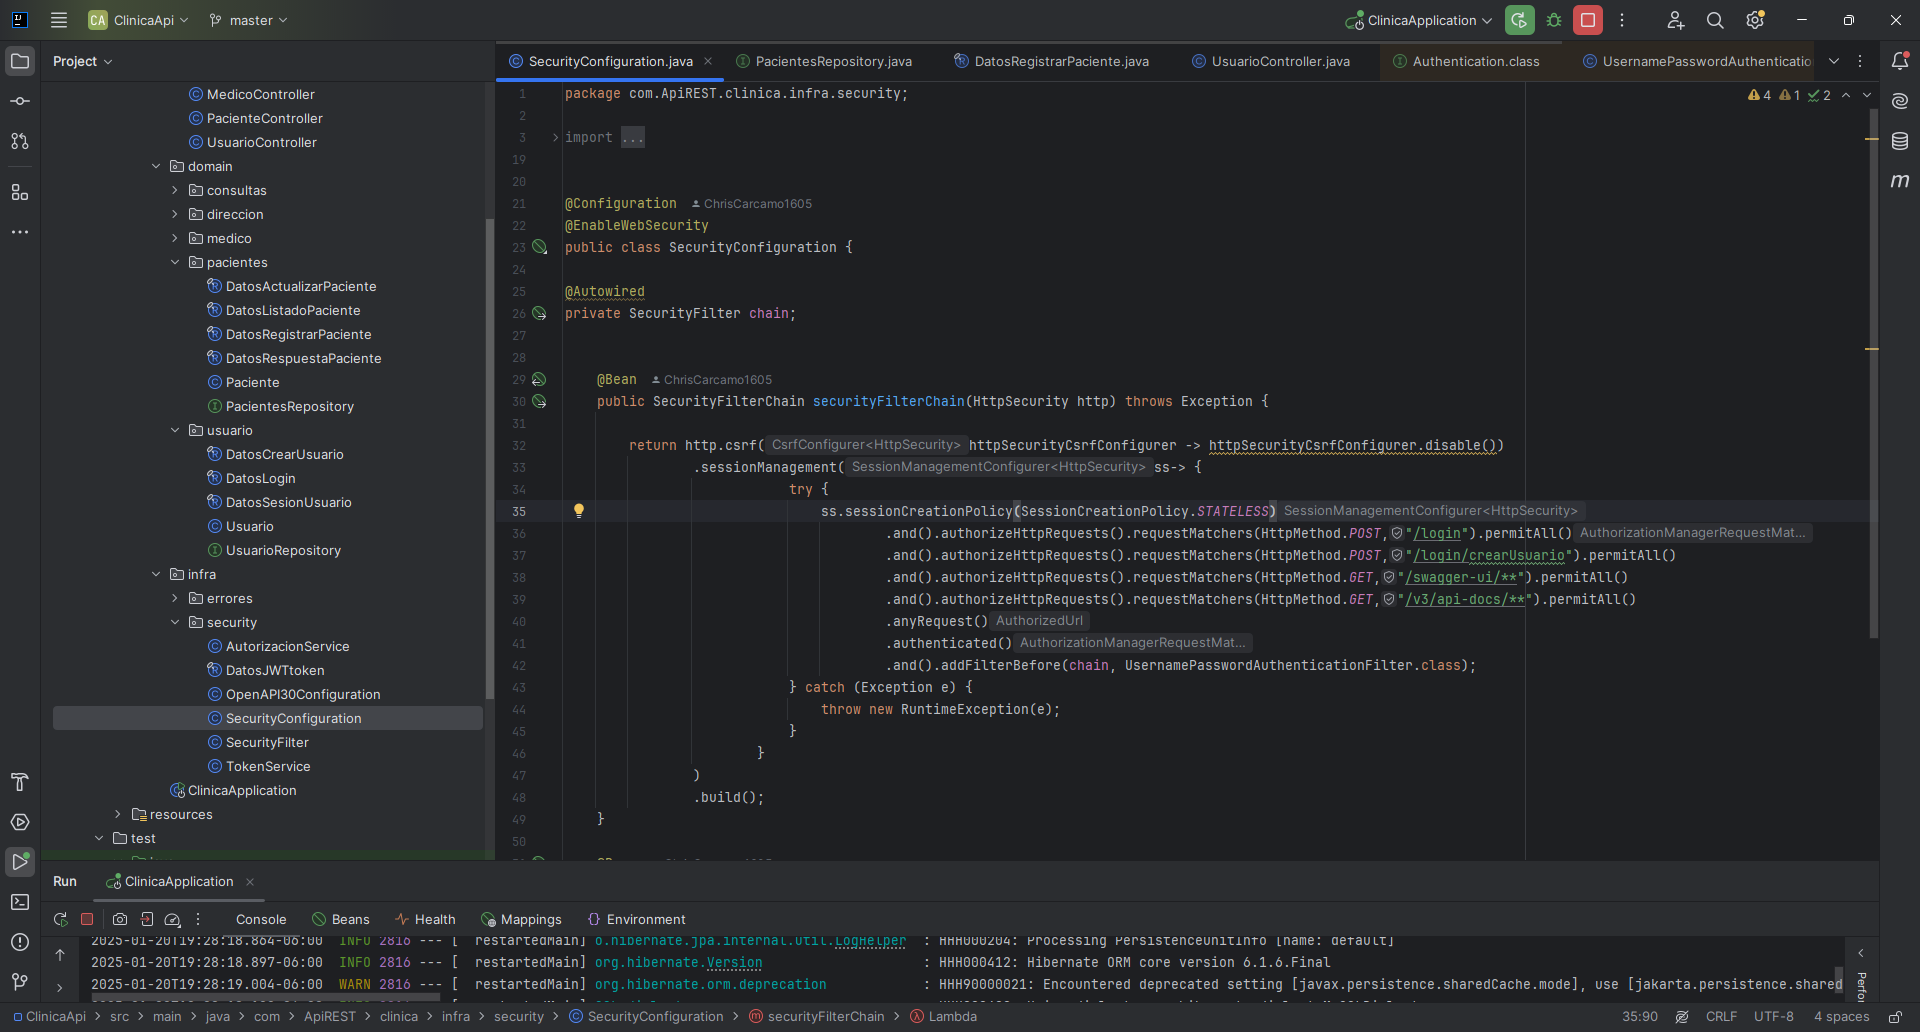 CA ClinicaApi master ClinicaApplication
Project
MedicoController
PacienteController
UsuarioController
domain
consultas
direccion
medico
pacientes
DatosActualizarPaciente
DatosListadoPaciente
DatosRegistrarPaciente
DatosRespuestaPaciente
Paciente
PacientesRepository
usuario
DatosCrearUsuario
DatosLogin
DatosSesionUsuario
Usuario
UsuarioRepository
infra
errores
security
AutorizacionService
DatosJWTtoken
OpenAPI30Configuration
SecurityConfiguration
SecurityFilter
TokenService
ClinicaApplication
resources
test
SecurityConfiguration.java PacientesRepository.java DatosRegistrarPaciente.java UsuarioController.java Authentication.class UsernamePasswordAuthenticatio
4 1 2
1 package com.ApiREST.clinica.infra.security;
2
3 import ...
19
20
21 @Configuration ChrisCarcamo1605
22 @EnableWebSecurity
23 public class SecurityConfiguration {
24
25 @Autowired
26 private SecurityFilter chain;
27
28
29 @Bean ChrisCarcamo1605
30 public SecurityFilterChain securityFilterChain(HttpSecurity http) throws Exception {
31
32 return http.csrf( CsrfConfigurer<HttpSecurity> httpSecurityCsrfConfigurer -> httpSecurityCsrfConfigurer.disable())
33 .sessionManagement( SessionManagementConfigurer<HttpSecurity> ss-> {
34 try {
35 ss.sessionCreationPolicy(SessionCreationPolicy.STATELESS) SessionManagementConfigurer<HttpSecurity>
36 .and().authorizeHttpRequests().requestMatchers(HttpMethod.POST, "/login").permitAll() AuthorizationManagerRequestMat...
37 .and().authorizeHttpRequests().requestMatchers(HttpMethod.POST, "/login/crearUsuario").permitAll()
38 .and().authorizeHttpRequests().requestMatchers(HttpMethod.GET, "/swagger-ui/**").permitAll()
39 .and().authorizeHttpRequests().requestMatchers(HttpMethod.GET, "/v3/api-docs/**").permitAll()
40 .anyRequest() AuthorizedUrl
41 .authenticated() AuthorizationManagerRequestMat...
42 .and().addFilterBefore(chain, UsernamePasswordAuthenticationFilter.class);
43 } catch (Exception e) {
44 throw new RuntimeException(e);
45 }
46 }
47 )
48 .build();
49 }
50
Run ClinicaApplication
Console Beans Health Mappings Environment
2025-01-20T19:28:18.864-06:00 INFO 2816 --- [ restartedMain] o.hibernate.jpa.internal.util.LogHelper : HHH000204: Processing PersistenceUnitInfo [name: default]
2025-01-20T19:28:18.897-06:00 INFO 2816 --- [ restartedMain] org.hibernate.Version : HHH000412: Hibernate ORM core version 6.1.6.Final
2025-01-20T19:28:19.004-06:00 WARN 2816 --- [ restartedMain] org.hibernate.orm.deprecation : HHH90000021: Encountered deprecated setting [javax.persistence.sharedCache.mode], use [jakarta.persistence.shared
Perfo
ClinicaApi > src > main > java > com > ApiREST > clinica > infra > security > SecurityConfiguration > securityFilterChain > Lambda
35:90 CRLF UTF-8 4 spaces